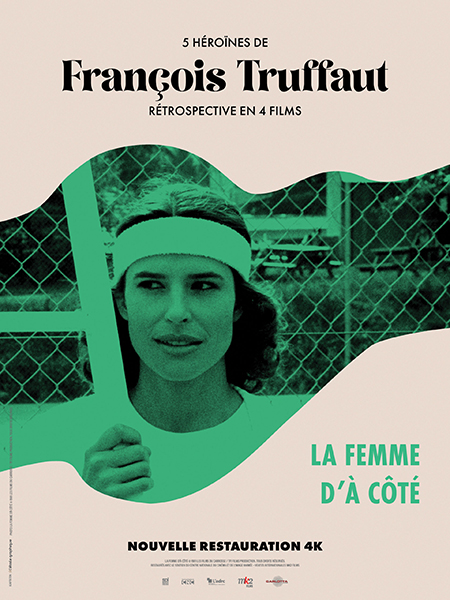 5 HÉROÏNES DE
François Truffaut
RÉTROSPECTIVE EN 4 FILMS
LA FEMME
D'À CÔTÉ
NOUVELLE RESTAURATION 4K